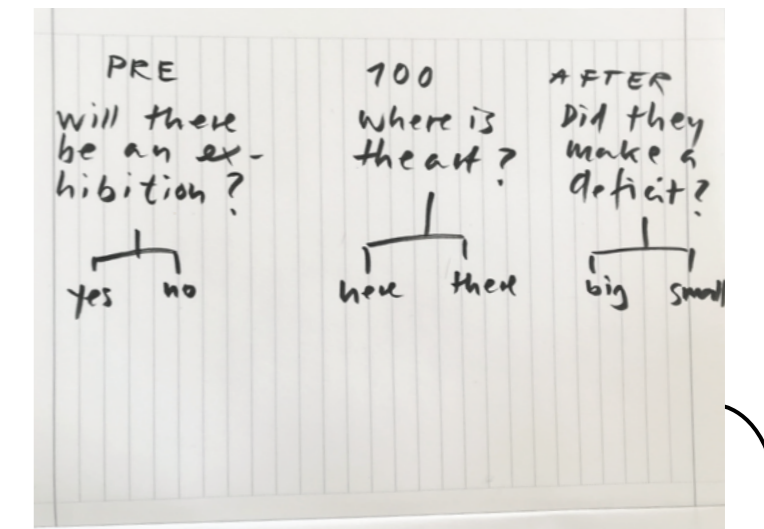 PRE
will there
be an ex-
hibition?
yes no
100
where is
the art?
here there
AFTER
Did they
make a
deficit?
big small